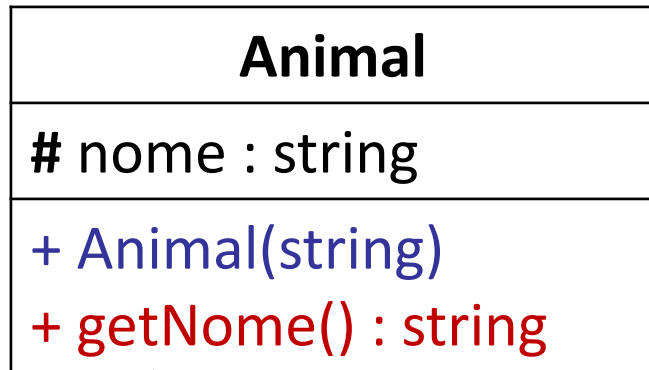 Animal
# nome : string
+ Animal(string)
+ getNome() : string